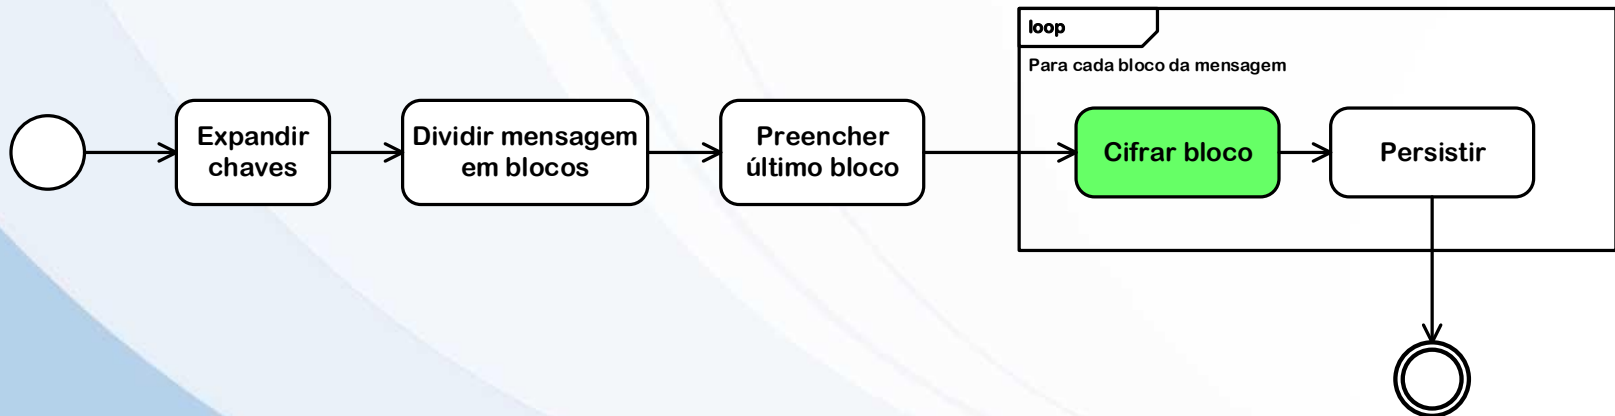 loop
Para cada bloco da mensagem
Expandir
chaves
Dividir mensagem
em blocos
Preencher
último bloco
Cifrar bloco
Persistir